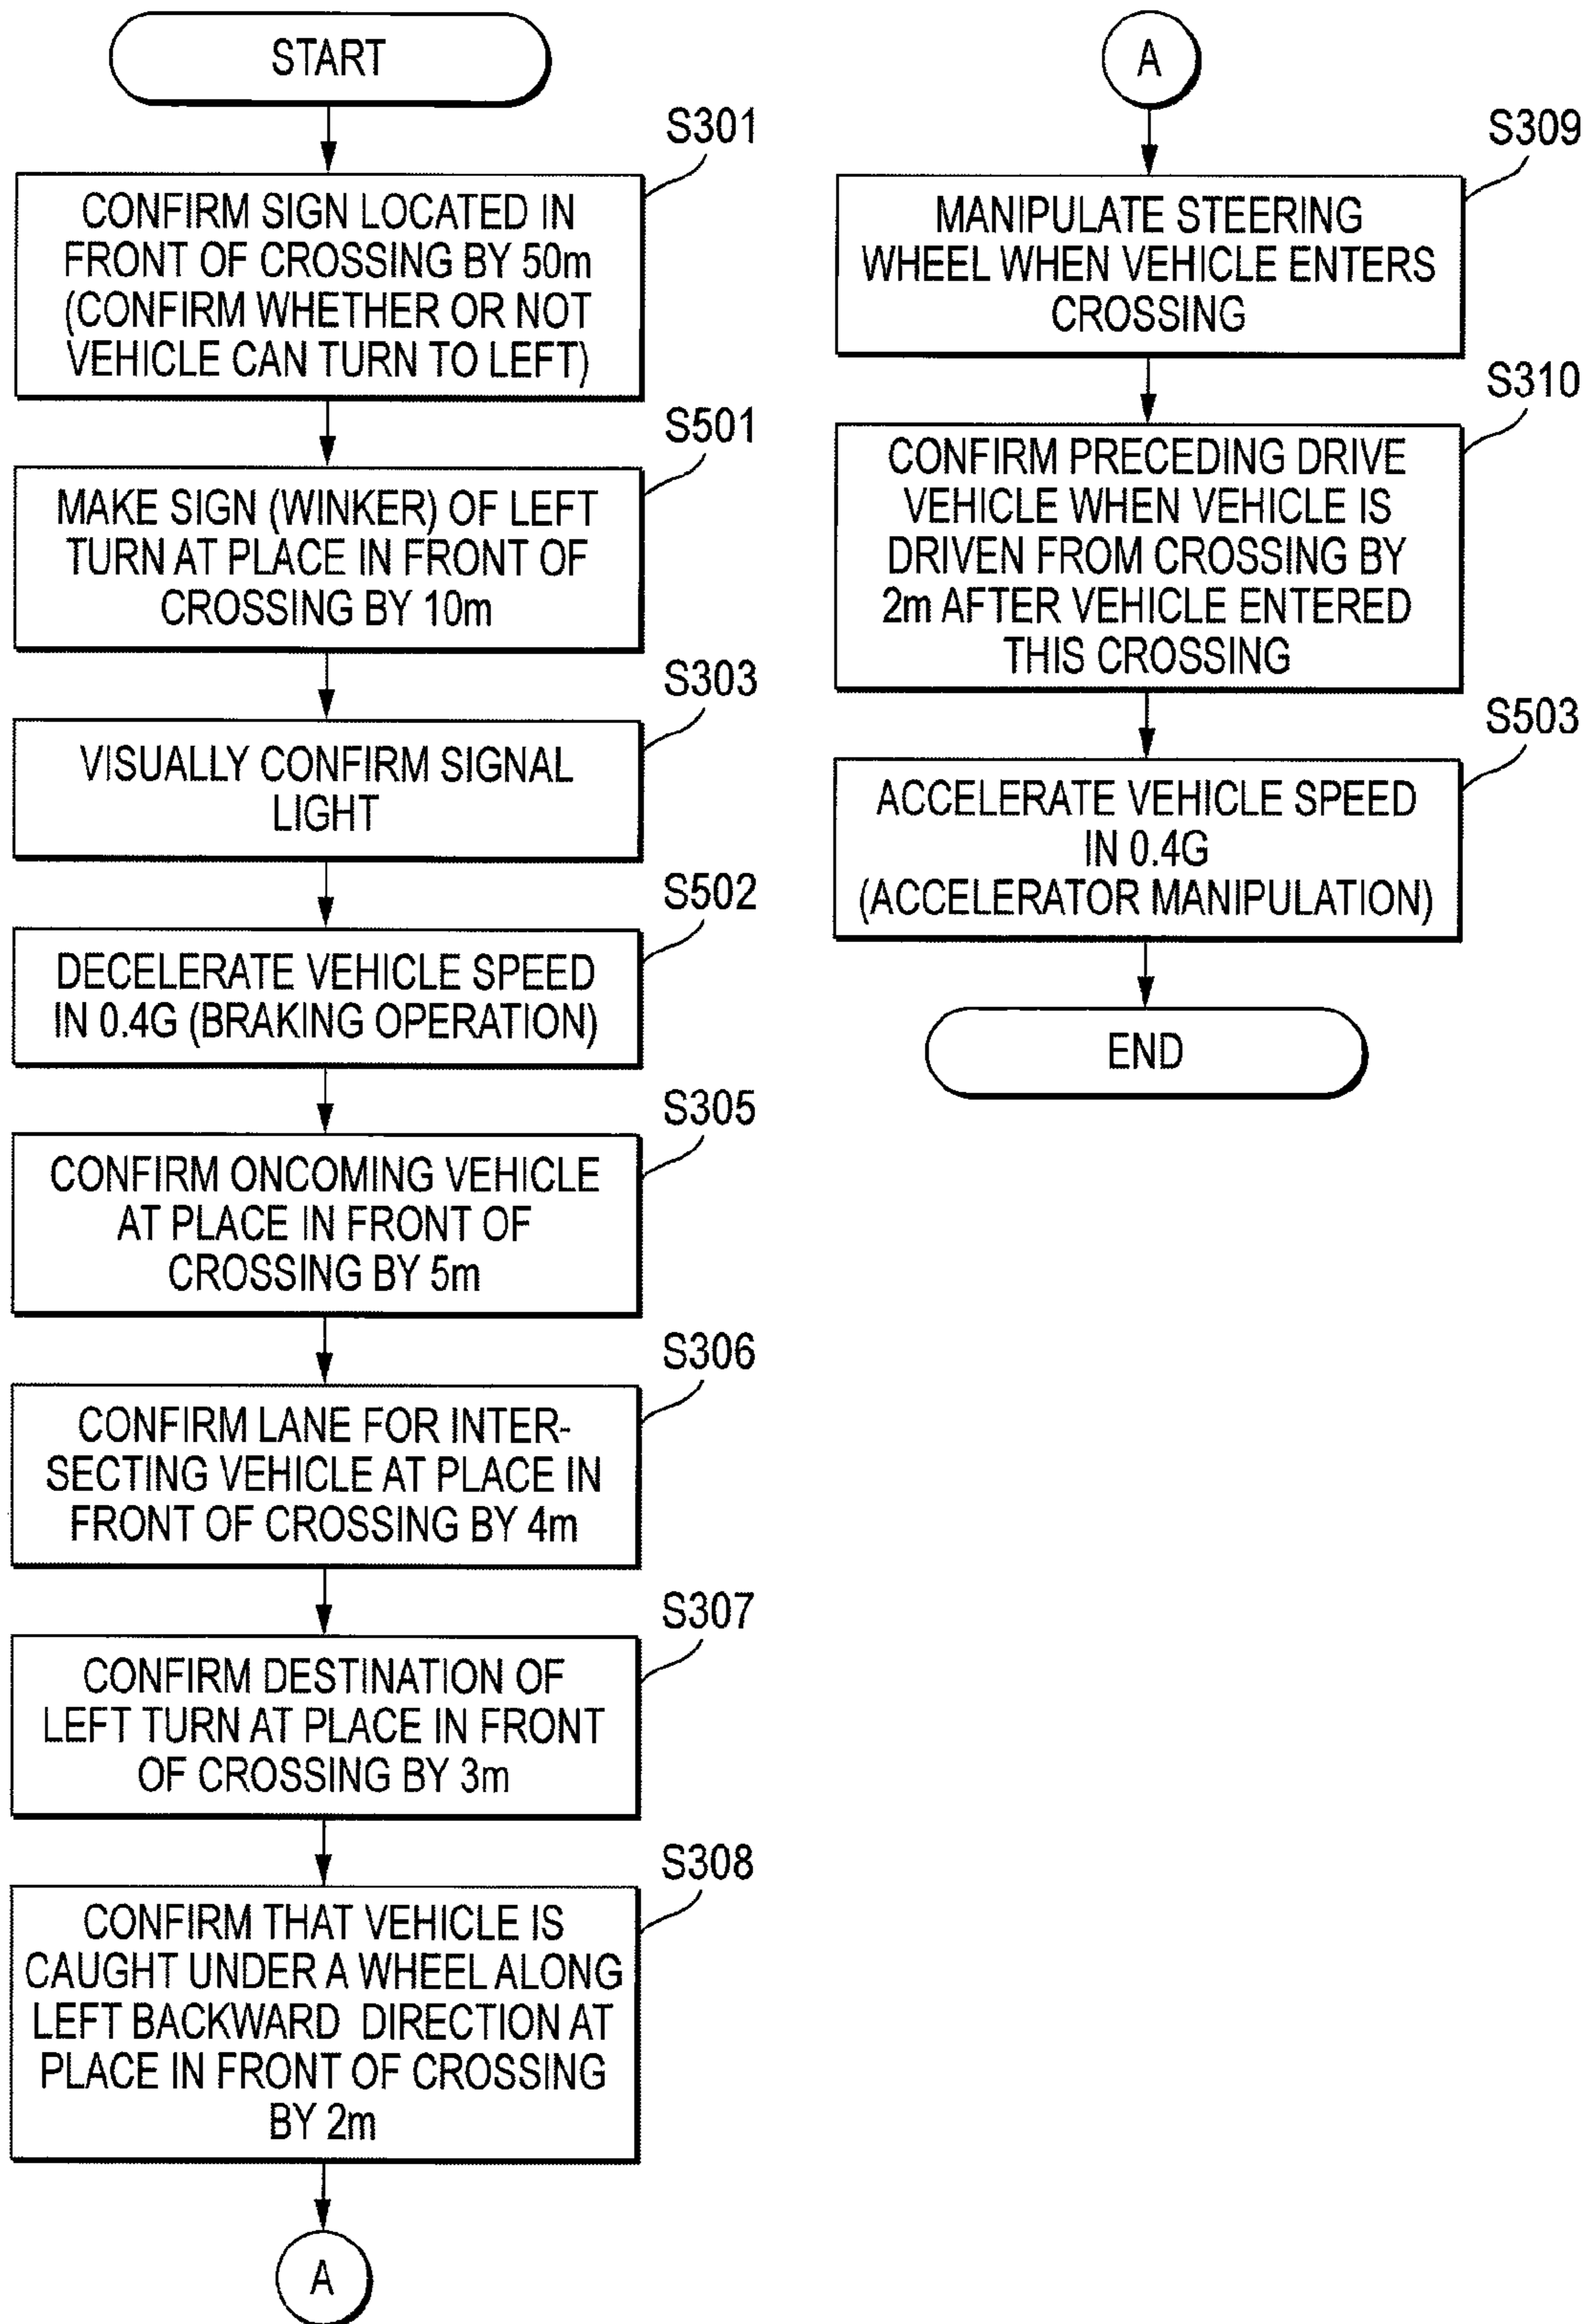 START
S301
CONFIRM SIGN LOCATED IN
FRONT OF CROSSING BY 50m
(CONFIRM WHETHER OR NOT
VEHICLE CAN TURN TO LEFT)
S501
MAKE SIGN (WINKER) OF LEFT
TURN AT PLACE IN FRONT OF
CROSSING BY 10m
S303
VISUALLY CONFIRM SIGNAL
LIGHT
S502
DECELERATE VEHICLE SPEED
IN 0.4G (BRAKING OPERATION)
S305
CONFIRM ONCOMING VEHICLE
AT PLACE IN FRONT OF
CROSSING BY 5m
S306
CONFIRM LANE FOR INTER-
SECTING VEHICLE AT PLACE IN
FRONT OF CROSSING BY 4m
S307
CONFIRM DESTINATION OF
LEFT TURN AT PLACE IN FRONT
OF CROSSING BY 3m
S308
CONFIRM THAT VEHICLE IS
CAUGHT UNDER A WHEEL ALONG
LEFT BACKWARD DIRECTION AT
PLACE IN FRONT OF CROSSING
BY 2m
A
A
S309
MANIPULATE STEERING
WHEEL WHEN VEHICLE ENTERS
CROSSING
S310
CONFIRM PRECEDING DRIVE
VEHICLE WHEN VEHICLE IS
DRIVEN FROM CROSSING BY
2m AFTER VEHICLE ENTERED
THIS CROSSING
S503
ACCELERATE VEHICLE SPEED
IN 0.4G
(ACCELERATOR MANIPULATION)
END